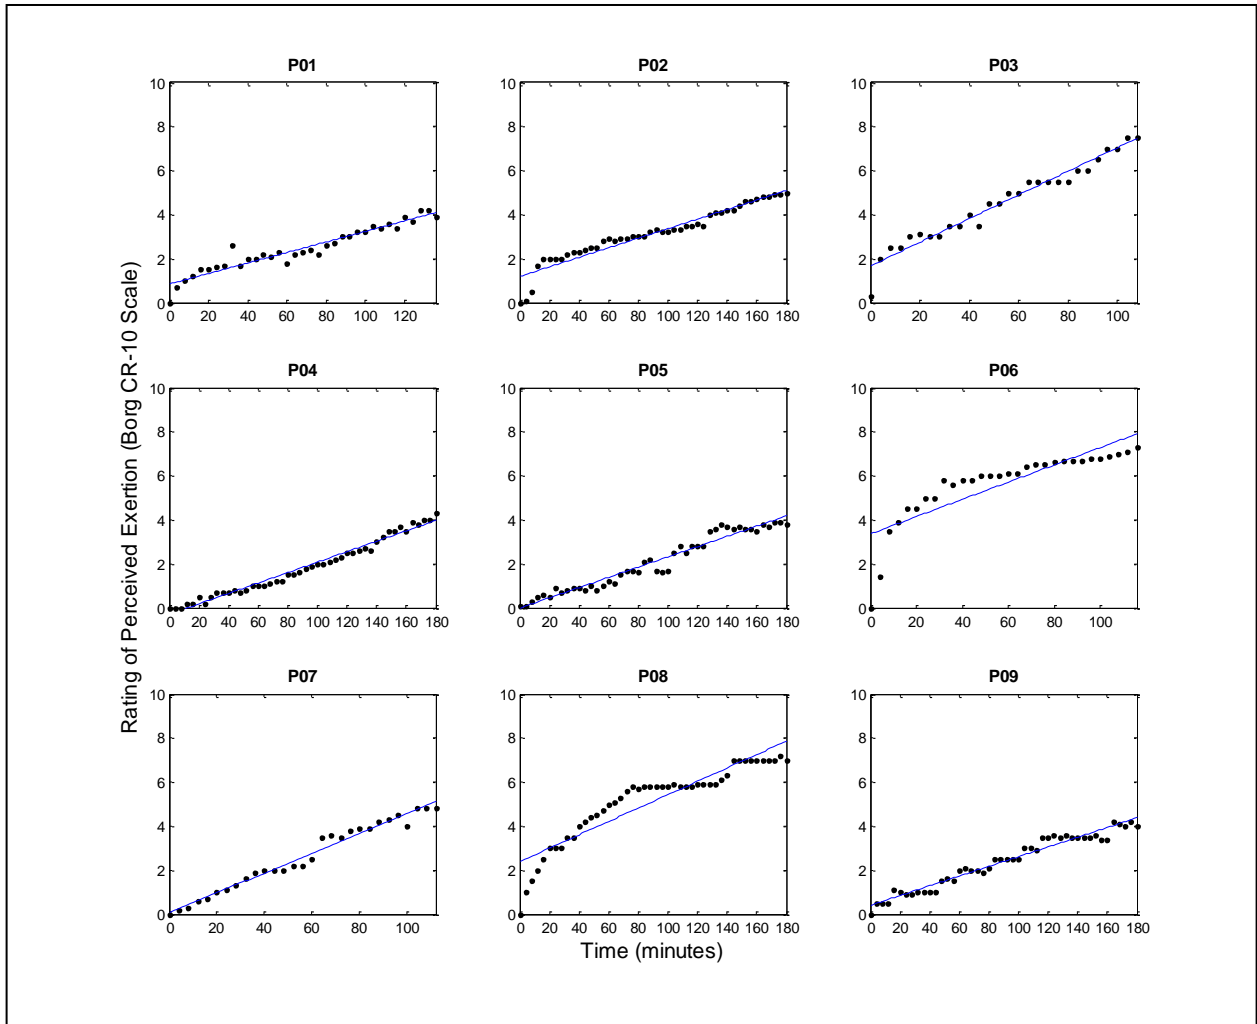 P01 P02 P03
10 10 10
8 8 8
6 6 6
4 4 4
2 2 2
0 0 0
0 20 40 60 80 100 120 0 20 40 60 80 100 120 140 160 180 0 20 40 60 80 100
P04 P05 P06
10 10 10
8 8 8
6 6 6
4 4 4
2 2 2
0 0 0
0 20 40 60 80 100 120 140 160 180 0 20 40 60 80 100 120 140 160 180 0 20 40 60 80 100
P07 P08 P09
10 10 10
8 8 8
6 6 6
4 4 4
2 2 2
0 0 0
0 20 40 60 80 100 0 20 40 60 80 100 120 140 160 180 0 20 40 60 80 100 120 140 160 180
Rating of Perceived Exertion (Borg CR-10 Scale)
Time (minutes)